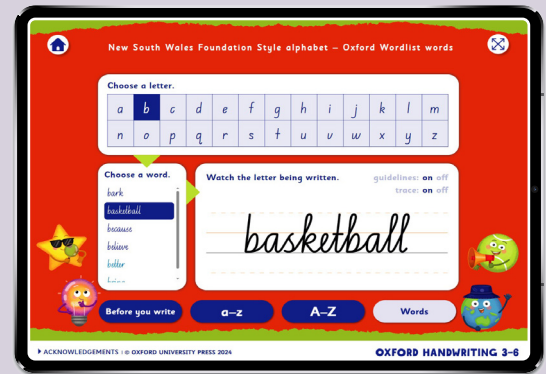 New South Wales Foundation Style alphabet – Oxford Wordlist words
Choose a letter.
a b c d e f g h i j k l m
n o p q r s t u v w x y z
Choose a word.
bark
basketball
because
believe
better
being
Watch the letter being written.
guidelines: on off
trace: on off
basketball
Before you write
a–z
A–Z
Words
ACKNOWLEDGEMENTS | © OXFORD UNIVERSITY PRESS 2024
OXFORD HANDWRITING 3–6